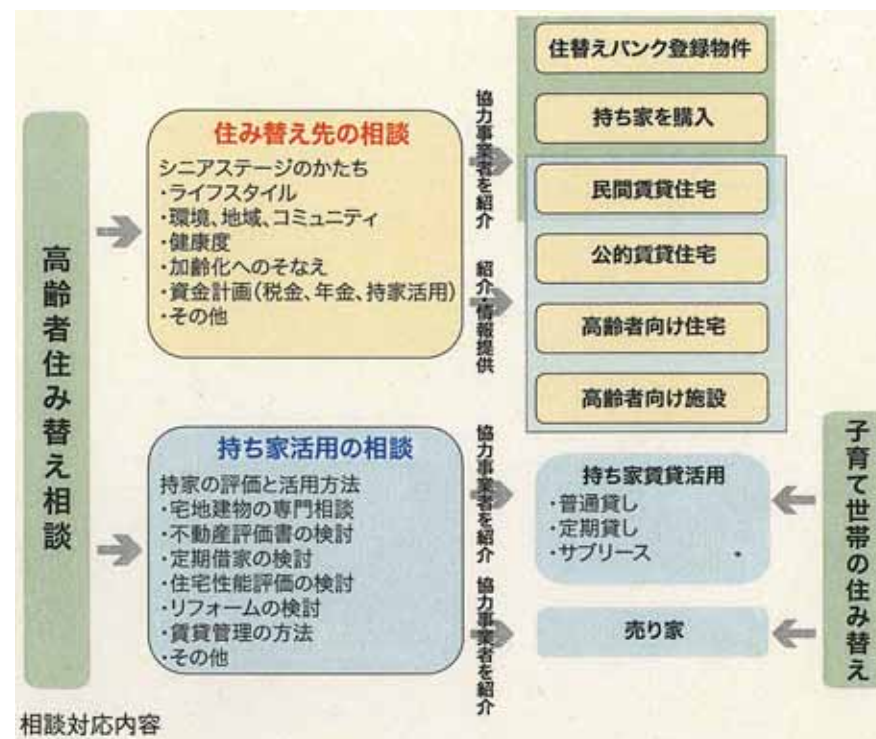 高齢者住み替え相談
住み替え先の相談
シニアステージのかたち
・ライフスタイル
・環境、地域、コミュニティ
・健康度
・加齢化へのそなえ
・資金計画(税金、年金、持家活用)
・その他
協力事業者を紹介
紹介・情報提供
住替えバンク登録物件
持ち家を購入
民間賃貸住宅
公的賃貸住宅
高齢者向け住宅
高齢者向け施設
持ち家活用の相談
持家の評価と活用方法
・宅地建物の専門相談
・不動産評価書の検討
・定期借家の検討
・住宅性能評価の検討
・リフォームの検討
・賃貸管理の方法
・その他
協力事業者を紹介
協力事業者を紹介
持ち家賃貸活用
・普通貸し
・定期貸し
・サブリース
売り家
子育て世帯の住み替え
相談対応内容